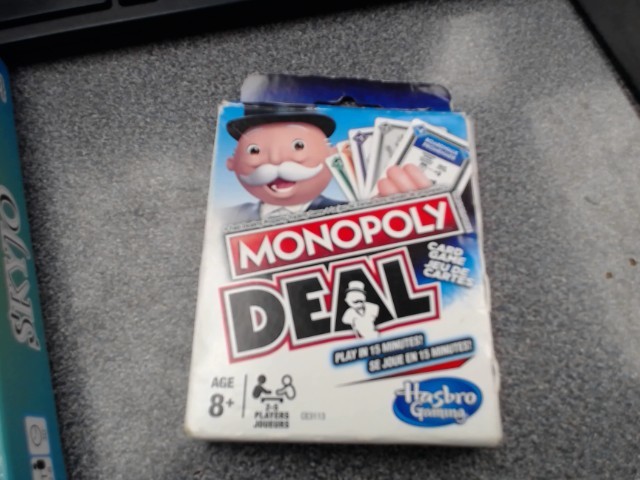 MONOPOLY
DEAL
CARD
GAME
JEU DE
CARTES
PLAY IN 15 MINUTES!
SE JOUE EN 15 MINUTES!
AGE
8+
2-5
PLAYERS
JOUEURS
Hasbro
Gaming
SKYJO